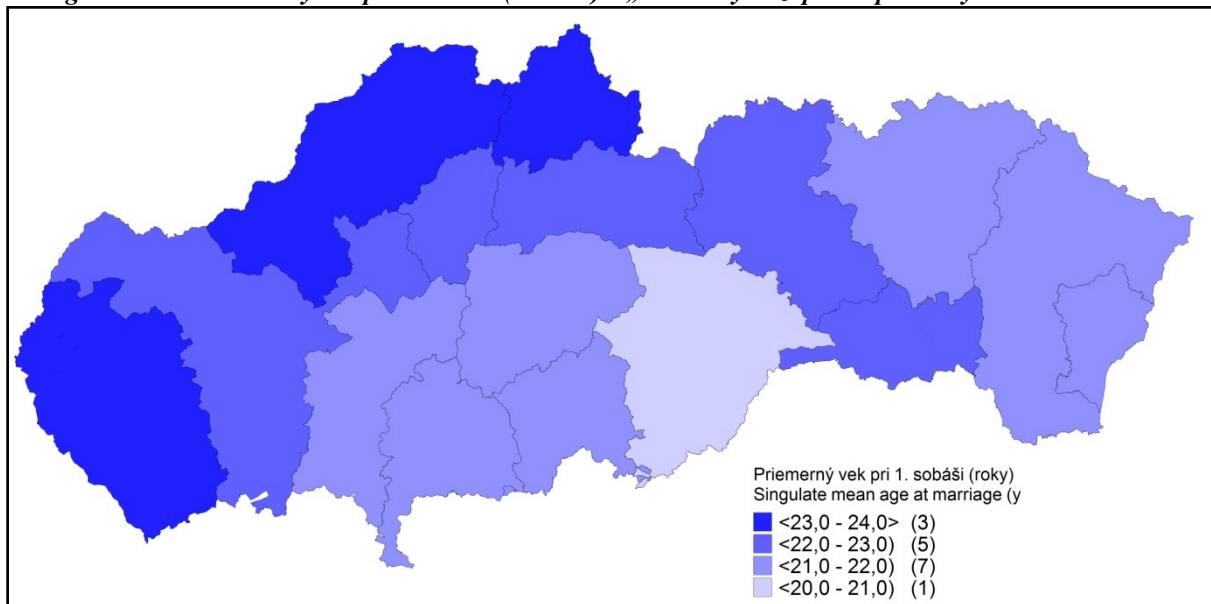 Priemerný vek pri 1. sobáši (roky)
Singulate mean age at marriage (y
<23,0 - 24,0> (3)
<22,0 - 23,0) (5)
<21,0 - 22,0) (7)
<20,0 - 21,0) (1)